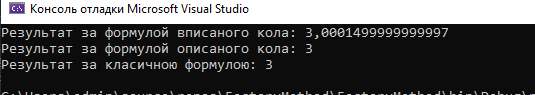 Консоль отладки Microsoft Visual Studio
Результат за формулой вписаного кола: 3,0001499999999997
Результат за формулой описаного кола: 3
Результат за класичною формулою: 3